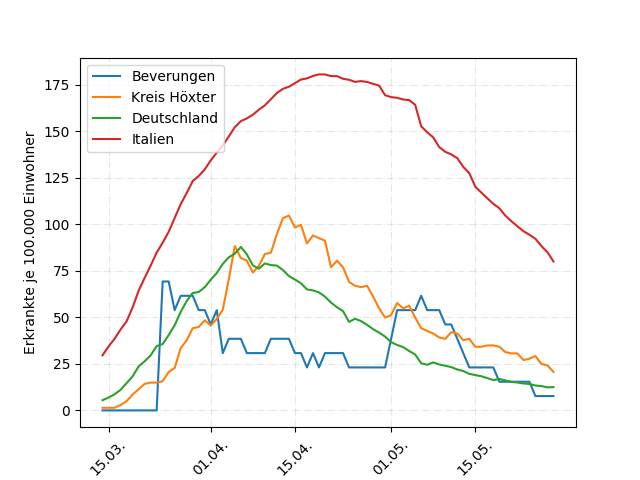 Erkrankte je 100.000 Einwohner
175
150
125
100
75
50
25
0
Beverungen
Kreis Höxter
Deutschland
Italien
15.03.
01.04.
15.04.
01.05.
15.05.